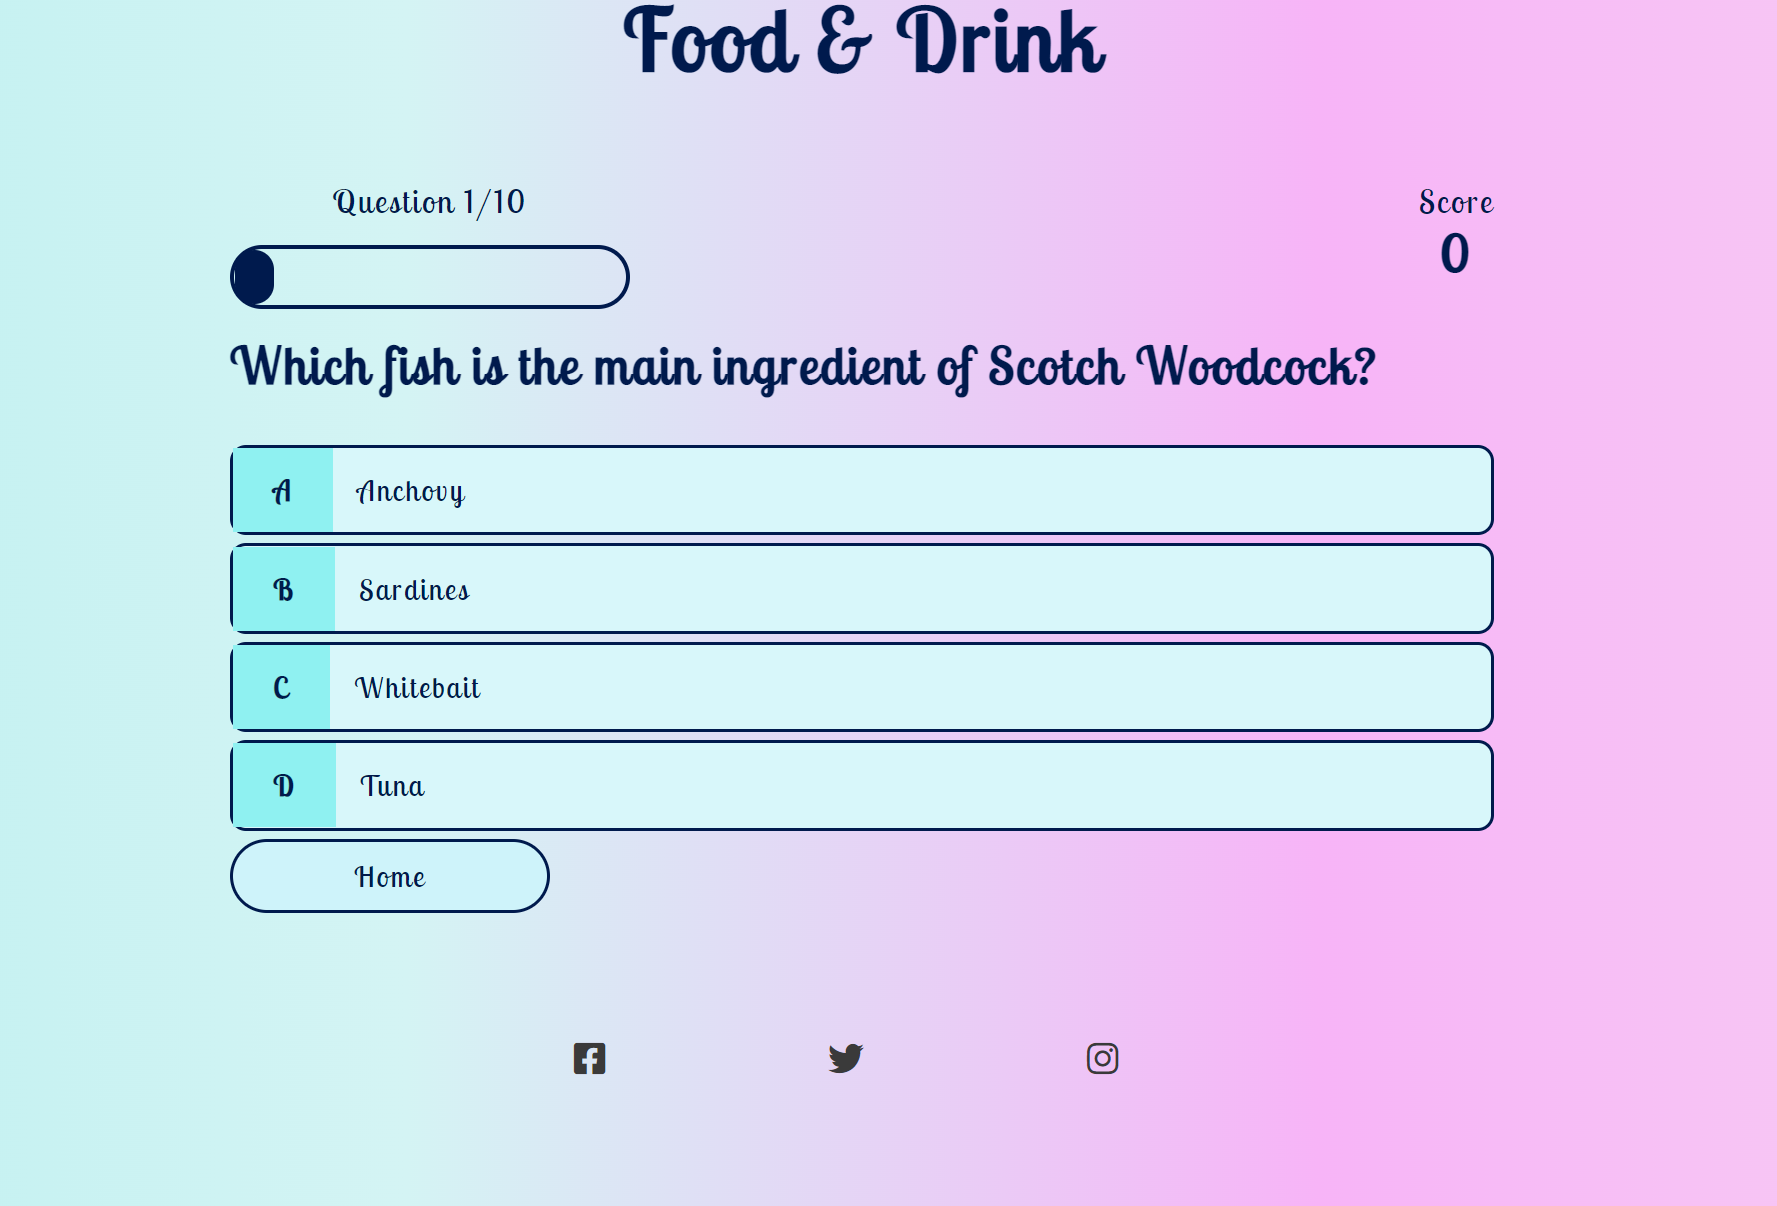 Food & Drink
Question 1/10
Score
0
Which fish is the main ingredient of Scotch Woodcock?
A Anchovy
B Sardines
C Whitebait
D Tuna
Home